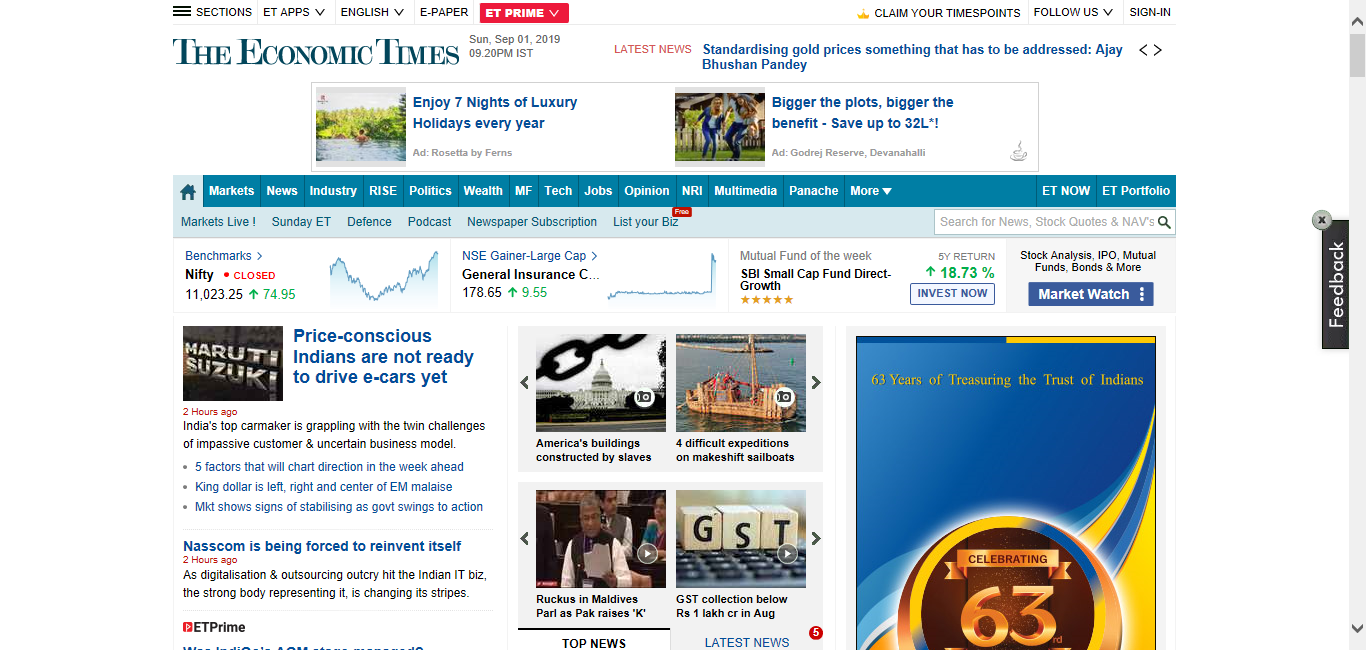 SECTIONS
ET APPS
ENGLISH
E-PAPER
ET PRIME
CLAIM YOUR TIMESPOINTS
FOLLOW US
SIGN-IN
THE ECONOMIC TIMES
Sun, Sep 01, 2019
09.20PM IST
LATEST NEWS
Standardising gold prices something that has to be addressed: Ajay
Bhushan Pandey
Enjoy 7 Nights of Luxury
Holidays every year
Ad: Rosetta by Ferns
Bigger the plots, bigger the
benefit - Save up to 32L*!
Ad: Godrej Reserve, Devanahalli
Markets News Industry RISE Politics Wealth MF Tech Jobs Opinion NRI Multimedia Panache More ET NOW ET Portfolio
Markets Live ! Sunday ET Defence Podcast Newspaper Subscription List your Biz Free
Search for News, Stock Quotes & NAV's
Benchmarks
Nifty CLOSED
11,023.25 74.95
NSE Gainer-Large Cap
General Insurance C...
178.65 9.55
Mutual Fund of the week
SBI Small Cap Fund Direct-
Growth
★★★★★
5Y RETURN
18.73 %
INVEST NOW
Stock Analysis, IPO, Mutual
Funds, Bonds & More
Market Watch
x
Feedback
MARUTI
SUZUKI
Price-conscious
Indians are not ready
to drive e-cars yet
2 Hours ago
India's top carmaker is grappling with the twin challenges
of impassive customer & uncertain business model.
5 factors that will chart direction in the week ahead
King dollar is left, right and center of EM malaise
Mkt shows signs of stabilising as govt swings to action
Nasscom is being forced to reinvent itself
2 Hours ago
As digitalisation & outsourcing outcry hit the Indian IT biz,
the strong body representing it, is changing its stripes.
ETPrime
Was IndiGo's AGM stage-managed?
America's buildings
constructed by slaves
4 difficult expeditions
on makeshift sailboats
Ruckus in Maldives
Parl as Pak raises 'K'
GST
GST collection below
Rs 1 lakh cr in Aug
TOP NEWS
LATEST NEWS
5
63 Years of Treasuring the Trust of Indians
CELEBRATING
63rd